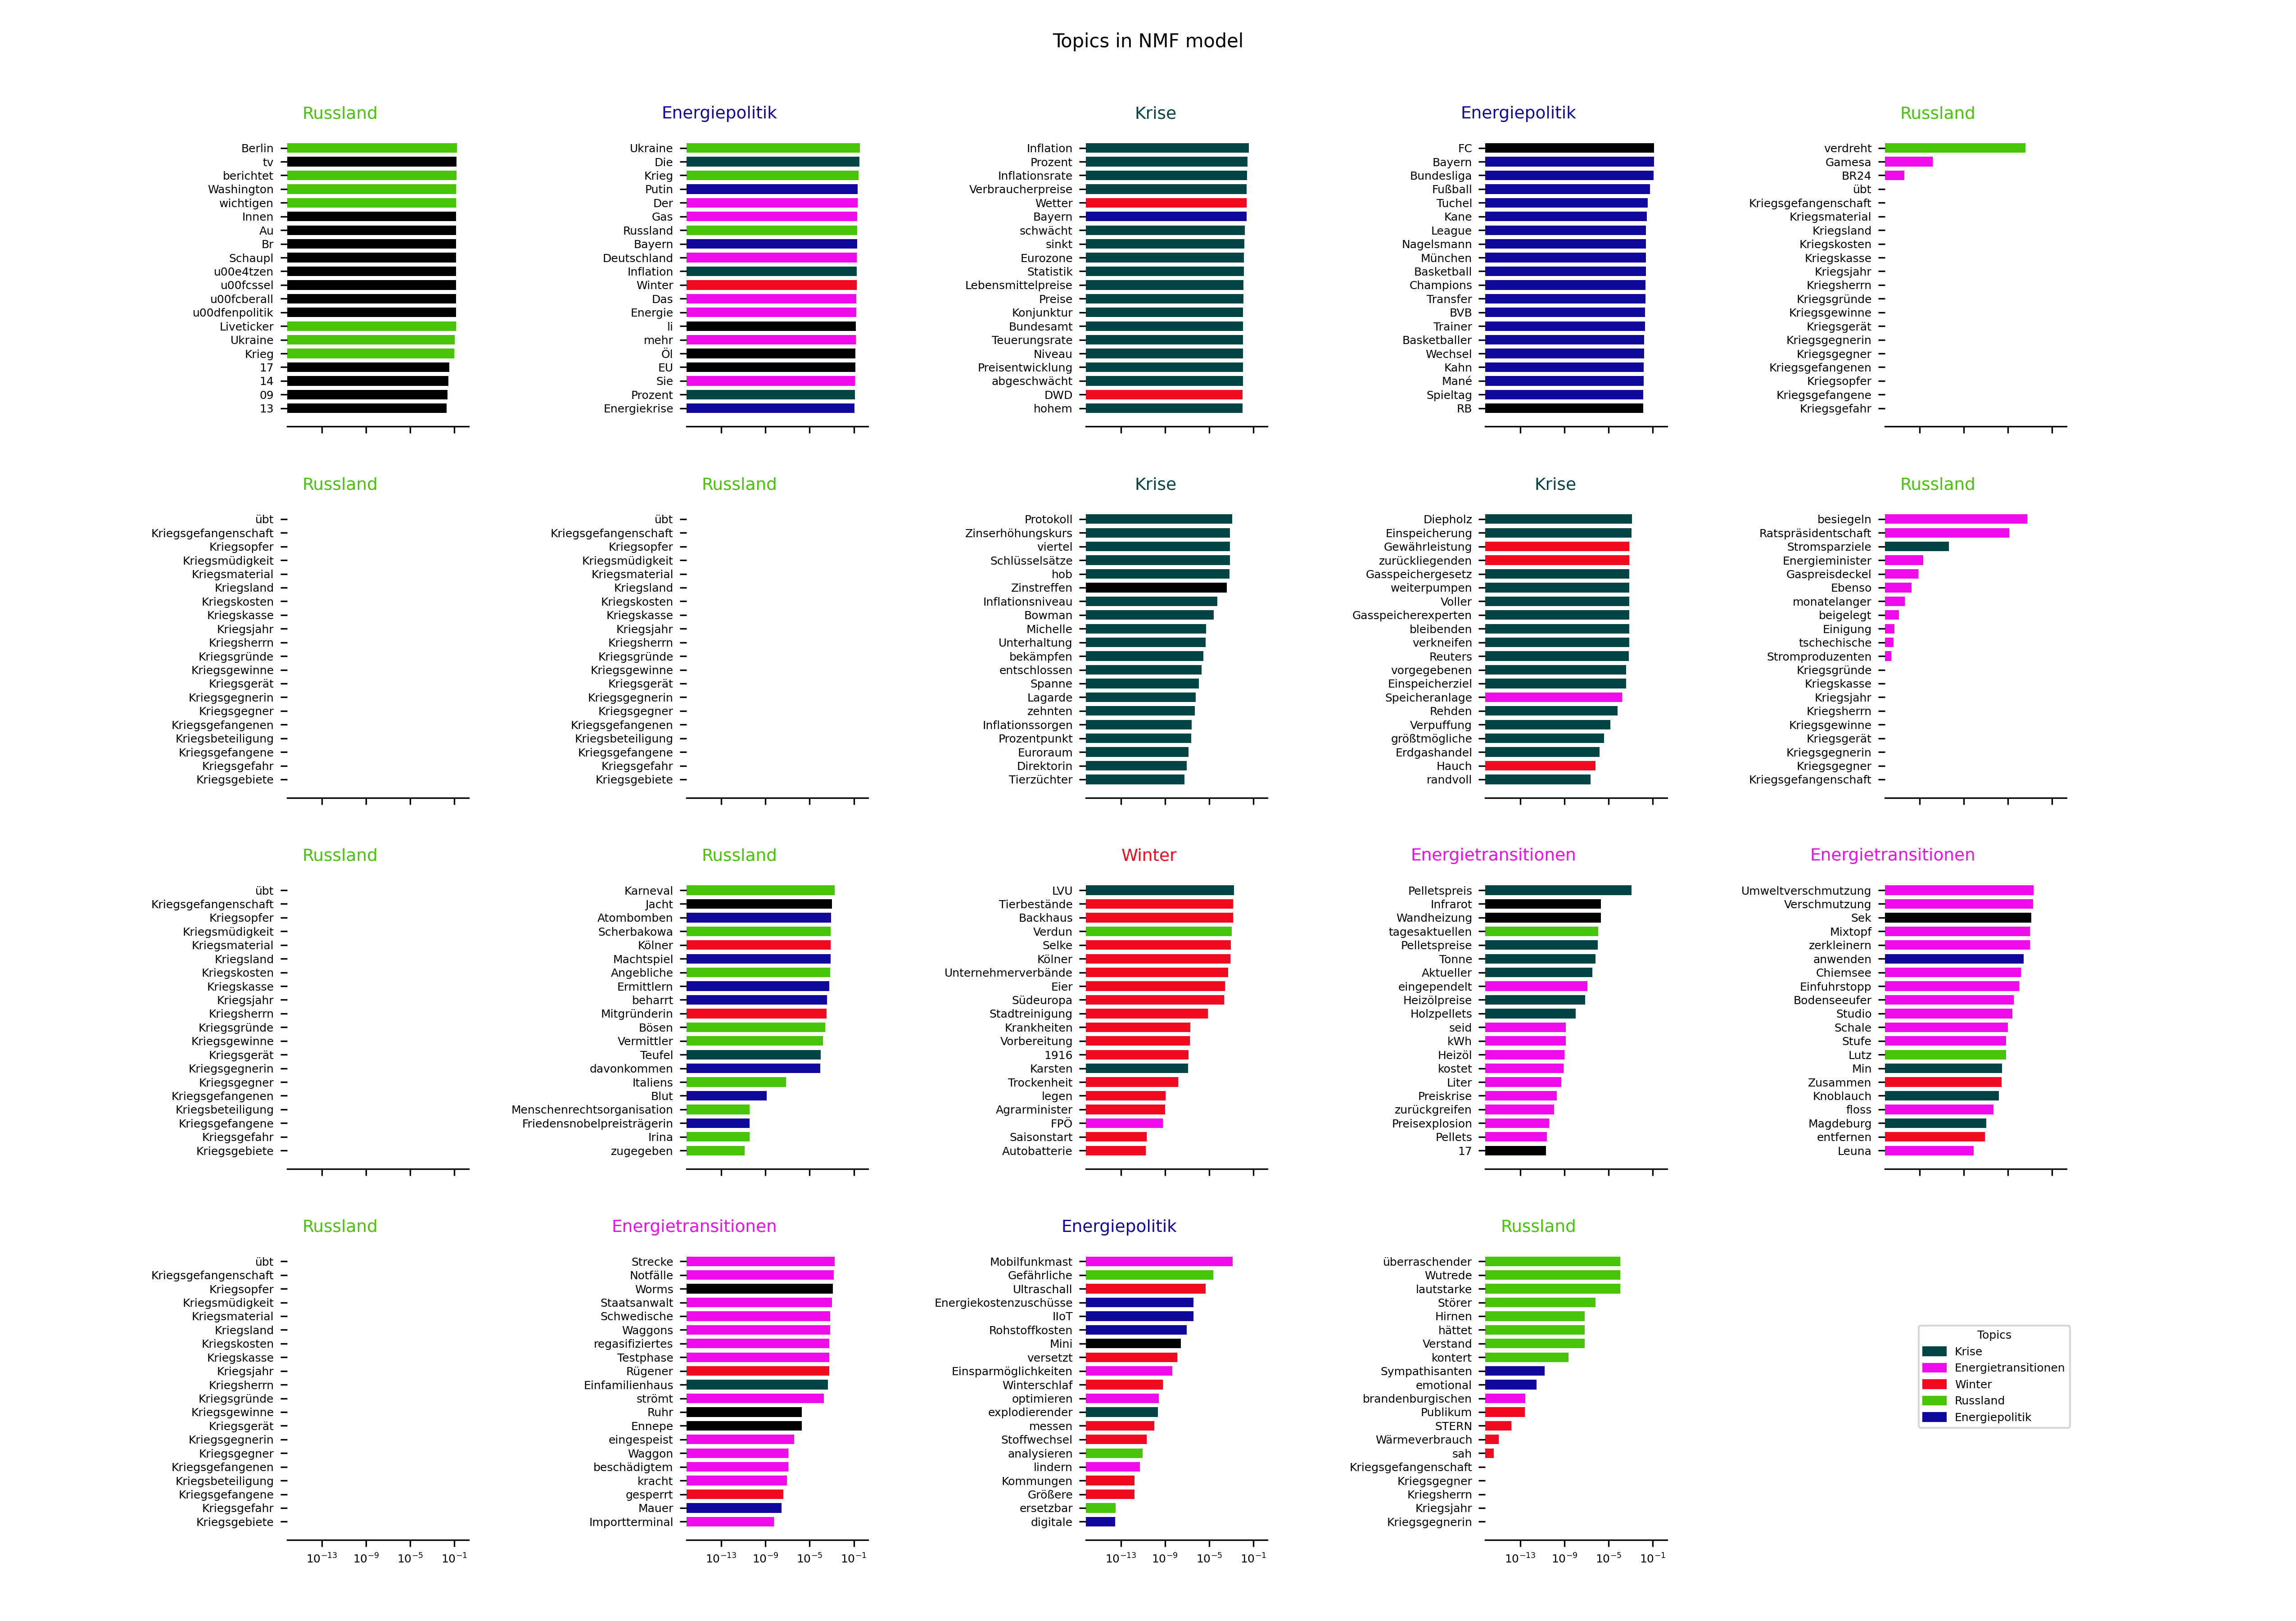 Topics in NMF model
Russland
Berlin
tv
berichtet
Washington
wichtigen
Innen
Au
Br
Schaupl
u00e4tzen
u00fcssel
u00fcberall
u00dfenpolitik
Liveticker
Ukraine
Krieg
17
14
09
13
Energiepolitik
Ukraine
Die
Krieg
Putin
Der
Gas
Russland
Bayern
Deutschland
Inflation
Winter
Das
Energie
li
mehr
Öl
EU
Sie
Prozent
Energiekrise
Krise
Inflation
Prozent
Inflationsrate
Verbraucherpreise
Wetter
Bayern
schwächt
sinkt
Eurozone
Statistik
Lebensmittelpreise
Preise
Konjunktur
Bundesamt
Teuerungsrate
Niveau
Preisentwicklung
abgeschwächt
DWD
hohem
Energiepolitik
FC
Bayern
Bundesliga
Fußball
Tuchel
Kane
League
Nagelsmann
München
Basketball
Champions
Transfer
BVB
Trainer
Basketballer
Wechsel
Kahn
Mané
Spieltag
RB
Russland
verdreht
Gamesa
BR24
übt
Kriegsgefangenschaft
Kriegsmaterial
Kriegsland
Kriegskosten
Kriegskasse
Kriegsjahr
Kriegsherrn
Kriegsgründe
Kriegsgewinne
Kriegsgerät
Kriegsgegnerin
Kriegsgegner
Kriegsgefangenen
Kriegsopfer
Kriegsgefangene
Kriegsgefahr
Russland
übt
Kriegsgefangenschaft
Kriegsopfer
Kriegsmüdigkeit
Kriegsmaterial
Kriegsland
Kriegskosten
Kriegskasse
Kriegsjahr
Kriegsherrn
Kriegsgründe
Kriegsgewinne
Kriegsgerät
Kriegsgegnerin
Kriegsgegner
Kriegsgefangenen
Kriegsbeteiligung
Kriegsgefangene
Kriegsgefahr
Kriegsgebiete
Russland
übt
Kriegsgefangenschaft
Kriegsopfer
Kriegsmüdigkeit
Kriegsmaterial
Kriegsland
Kriegskosten
Kriegskasse
Kriegsjahr
Kriegsherrn
Kriegsgründe
Kriegsgewinne
Kriegsgerät
Kriegsgegnerin
Kriegsgegner
Kriegsgefangenen
Kriegsbeteiligung
Kriegsgefangene
Kriegsgefahr
Kriegsgebiete
Krise
Protokoll
Zinserhöhungskurs
viertel
Schlüsselsätze
hob
Zinstreffen
Inflationsniveau
Bowman
Michelle
Unterhaltung
bekämpfen
entschlossen
Spanne
Lagarde
zehnten
Inflationssorgen
Prozentpunkt
Euroraum
Direktorin
Tierzüchter
Krise
Diepholz
Einspeicherung
Gewährleistung
zurückliegenden
Gasspeichergesetz
weiterpumpen
Voller
Gasspeicherexperten
bleibenden
verkneifen
Reuters
vorgegebenen
Einspeicherziel
Speicheranlage
Rehden
Verpuffung
größtmögliche
Erdgashandel
Hauch
randvoll
Russland
besiegeln
Ratspräsidentschaft
Stromsparziele
Energieminister
Gaspreisdeckel
Ebenso
monatelanger
beigelegt
Einigung
tschechische
Stromproduzenten
Kriegsgründe
Kriegskasse
Kriegsjahr
Kriegsherrn
Kriegsgewinne
Kriegsgerät
Kriegsgegnerin
Kriegsgegner
Kriegsgefangenschaft
Russland
übt
Kriegsgefangenschaft
Kriegsopfer
Kriegsmüdigkeit
Kriegsmaterial
Kriegsland
Kriegskosten
Kriegskasse
Kriegsjahr
Kriegsherrn
Kriegsgründe
Kriegsgewinne
Kriegsgerät
Kriegsgegnerin
Kriegsgegner
Kriegsgefangenen
Kriegsbeteiligung
Kriegsgefangene
Kriegsgefahr
Kriegsgebiete
Russland
Karneval
Jacht
Atombomben
Scherbakowa
Kölner
Machtspiel
Angebliche
Ermittlern
beharrt
Mitgründerin
Bösen
Vermittler
Teufel
davonkommen
Italiens
Blut
Menschenrechtsorganisation
Friedensnobelpreisträgerin
Irina
zugegeben
Winter
LVU
Tierbestände
Backhaus
Verdun
Selke
Kölner
Unternehmerverbände
Eier
Südeuropa
Stadtreinigung
Krankheiten
Vorbereitung
1916
Karsten
Trockenheit
legen
Agrarminister
FPÖ
Saisonstart
Autobatterie
Energietransitionen
Pelletspreis
Infrarot
Wandheizung
tagesaktuellen
Pelletspreise
Tonne
Aktueller
eingependelt
Heizölpreise
Holzpellets
seid
kWh
Heizöl
kostet
Liter
Preiskrise
zurückgreifen
Preisexplosion
Pellets
17
Energietransitionen
Umweltverschmutzung
Verschmutzung
Sek
Mixtopf
zerkleinern
anwenden
Chiemsee
Einfuhrstopp
Bodenseeufer
Studio
Schale
Stufe
Lutz
Min
Zusammen
Knoblauch
floss
Magdeburg
entfernen
Leuna
Russland
übt
Kriegsgefangenschaft
Kriegsopfer
Kriegsmüdigkeit
Kriegsmaterial
Kriegsland
Kriegskosten
Kriegskasse
Kriegsjahr
Kriegsherrn
Kriegsgründe
Kriegsgewinne
Kriegsgerät
Kriegsgegnerin
Kriegsgegner
Kriegsgefangenen
Kriegsbeteiligung
Kriegsgefangene
Kriegsgefahr
Kriegsgebiete
10⁻¹³ 10⁻⁹ 10⁻⁵ 10⁻¹
Energietransitionen
Strecke
Notfälle
Worms
Staatsanwalt
Schwedische
Waggons
regasifiziertes
Testphase
Rügener
Einfamilienhaus
strömt
Ruhr
Ennepe
eingespeist
Waggon
beschädigtem
kracht
gesperrt
Mauer
Importterminal
10⁻¹³ 10⁻⁹ 10⁻⁵ 10⁻¹
Energiepolitik
Mobilfunkmast
Gefährliche
Ultraschall
Energiekostenzuschüsse
IIoT
Rohstoffkosten
Mini
versetzt
Einsparmöglichkeiten
Winterschlaf
optimieren
explodierender
messen
Stoffwechsel
analysieren
lindern
Kommungen
Größere
ersetzbar
digitale
10⁻¹³ 10⁻⁹ 10⁻⁵ 10⁻¹
Russland
überraschender
Wutrede
lautstarke
Störer
Hirnen
hättet
Verstand
kontert
Sympathisanten
emotional
brandenburgischen
Publikum
STERN
Wärmeverbrauch
sah
Kriegsgefangenschaft
Kriegsgegner
Kriegsherrn
Kriegsjahr
Kriegsgegnerin
10⁻¹³ 10⁻⁹ 10⁻⁵ 10⁻¹
Topics
Krise
Energietransitionen
Winter
Russland
Energiepolitik